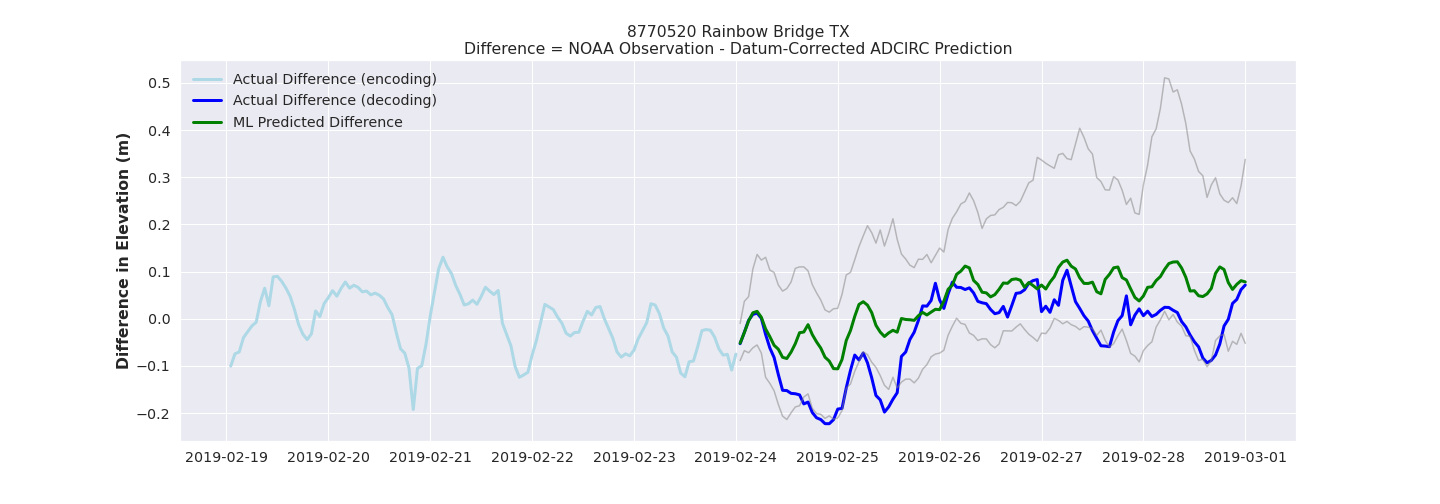 8770520 Rainbow Bridge TX
Difference = NOAA Observation - Datum-Corrected ADCIRC Prediction
Actual Difference (encoding)
Actual Difference (decoding)
ML Predicted Difference
Difference in Elevation (m)
0.5
0.4
0.3
0.2
0.1
0.0
−0.1
−0.2
2019-02-19 2019-02-20 2019-02-21 2019-02-22 2019-02-23 2019-02-24 2019-02-25 2019-02-26 2019-02-27 2019-02-28 2019-03-01